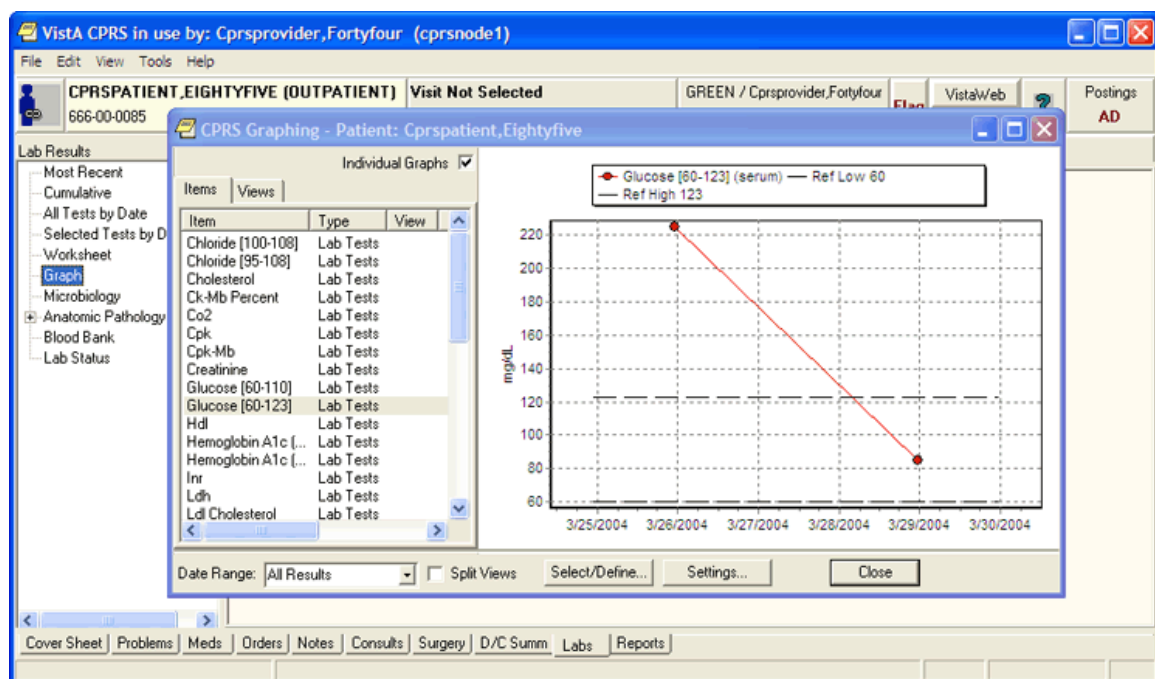 VistA CPRS in use by: Cprsprovider,Fortyfour (cprsnode1)
File Edit View Tools Help
CPRSPATIENT,EIGHTYFIVE (OUTPATIENT) Visit Not Selected GREEN / Cprsprovider,Fortyfour Flag VistaWeb ? Postings
666-00-0085 AD
CPRS Graphing - Patient: Cprspatient,Eightyfive
Lab Results
Most Recent
Cumulative
All Tests by Date
Selected Tests by D
Worksheet
Graph
Microbiology
Anatomic Pathology
Blood Bank
Lab Status
Individual Graphs
Items Views
Item Type View
Chloride [100-108] Lab Tests
Chloride [95-108] Lab Tests
Cholesterol Lab Tests
Ck-Mb Percent Lab Tests
Co2 Lab Tests
Cpk Lab Tests
Cpk-Mb Lab Tests
Creatinine Lab Tests
Glucose [60-110] Lab Tests
Glucose [60-123] Lab Tests
Hdl Lab Tests
Hemoglobin A1c (... Lab Tests
Hemoglobin A1c (... Lab Tests
Inr Lab Tests
Ldh Lab Tests
Ldl Cholesterol Lab Tests
Glucose [60-123] (serum) Ref Low 60
Ref High 123
220
200
180
160
140
120
100
80
60
mg/dL
3/25/2004 3/26/2004 3/27/2004 3/28/2004 3/29/2004 3/30/2004
Date Range: All Results Split Views Select/Define... Settings... Close
Cover Sheet Problems Meds Orders Notes Consults Surgery D/C Summ Labs Reports